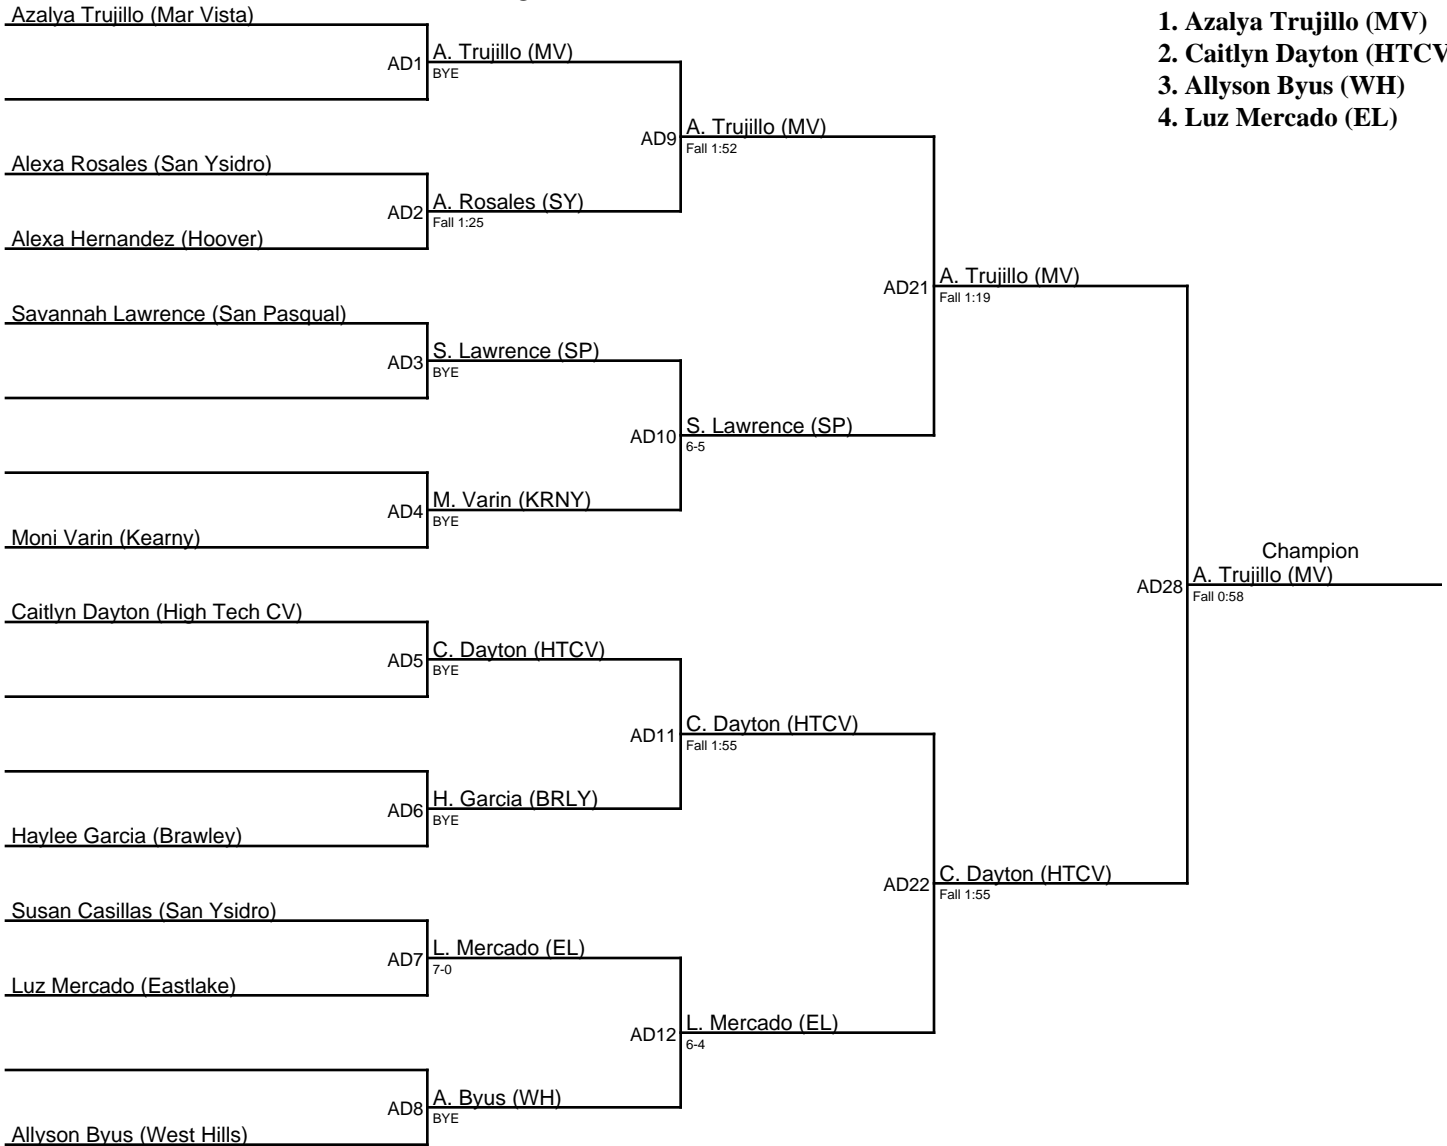 Azalya Trujillo (Mar Vista)
AD1
A. Trujillo (MV)
BYE
Alexa Rosales (San Ysidro)
AD2
A. Rosales (SY)
Fall 1:25
Alexa Hernandez (Hoover)
AD9
A. Trujillo (MV)
Fall 1:52
Savannah Lawrence (San Pasqual)
AD3
S. Lawrence (SP)
BYE
AD4
M. Varin (KRNY)
BYE
Moni Varin (Kearny)
AD10
S. Lawrence (SP)
6-5
AD21
A. Trujillo (MV)
Fall 1:19
Caitlyn Dayton (High Tech CV)
AD5
C. Dayton (HTCV)
BYE
AD6
H. Garcia (BRLY)
BYE
Haylee Garcia (Brawley)
AD11
C. Dayton (HTCV)
Fall 1:55
Susan Casillas (San Ysidro)
AD7
L. Mercado (EL)
7-0
Luz Mercado (Eastlake)
AD8
A. Byus (WH)
BYE
Allyson Byus (West Hills)
AD12
L. Mercado (EL)
6-4
AD22
C. Dayton (HTCV)
Fall 1:55
AD28
Champion
A. Trujillo (MV)
Fall 0:58
1. Azalya Trujillo (MV)
2. Caitlyn Dayton (HTCV
3. Allyson Byus (WH)
4. Luz Mercado (EL)